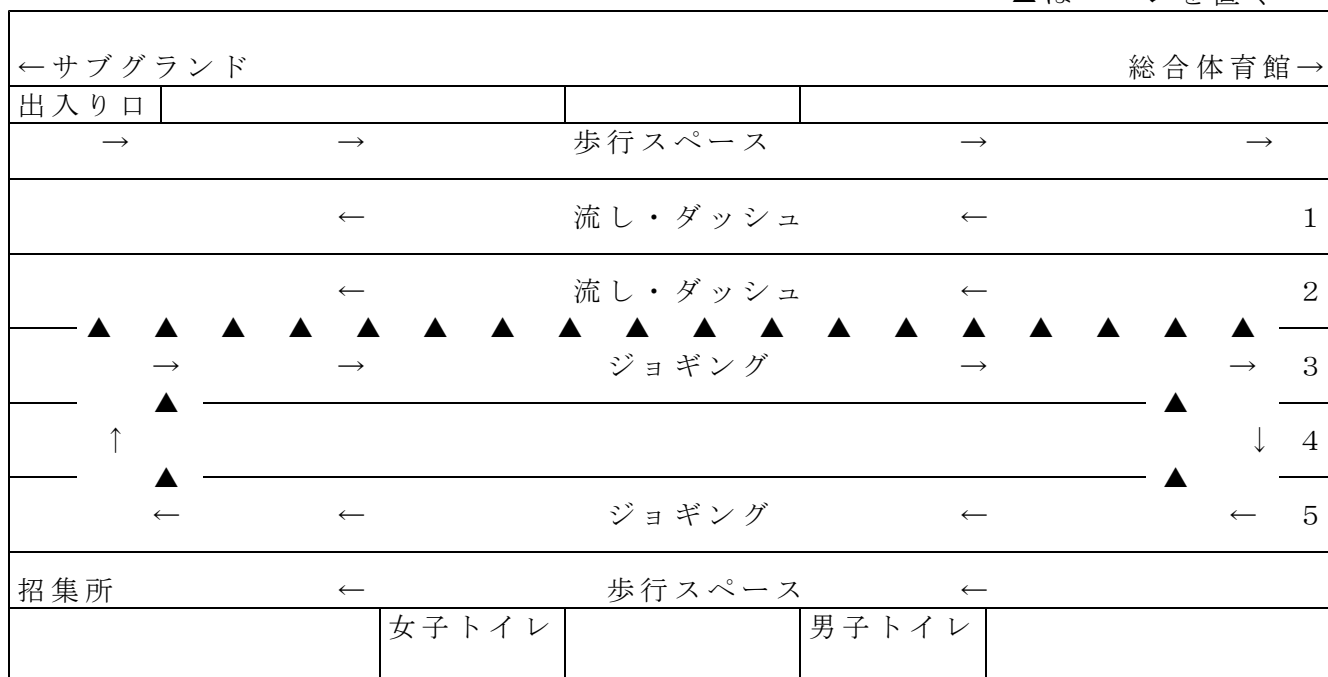 ←サブグランド 総合体育館→
出入り口
→ → 歩行スペース → →
← 流し・ダッシュ ← 1
← 流し・ダッシュ ← 2
▲ ▲ ▲ ▲ ▲ ▲ ▲ ▲ ▲ ▲ ▲ ▲ ▲ ▲ ▲ ▲ ▲ ▲
→ → ジョギング → → 3
▲ ▲
↑ ↓ 4
▲ ▲
← ← ジョギング ← ← 5
招集所 ← 歩行スペース ←
女子トイレ 男子トイレ